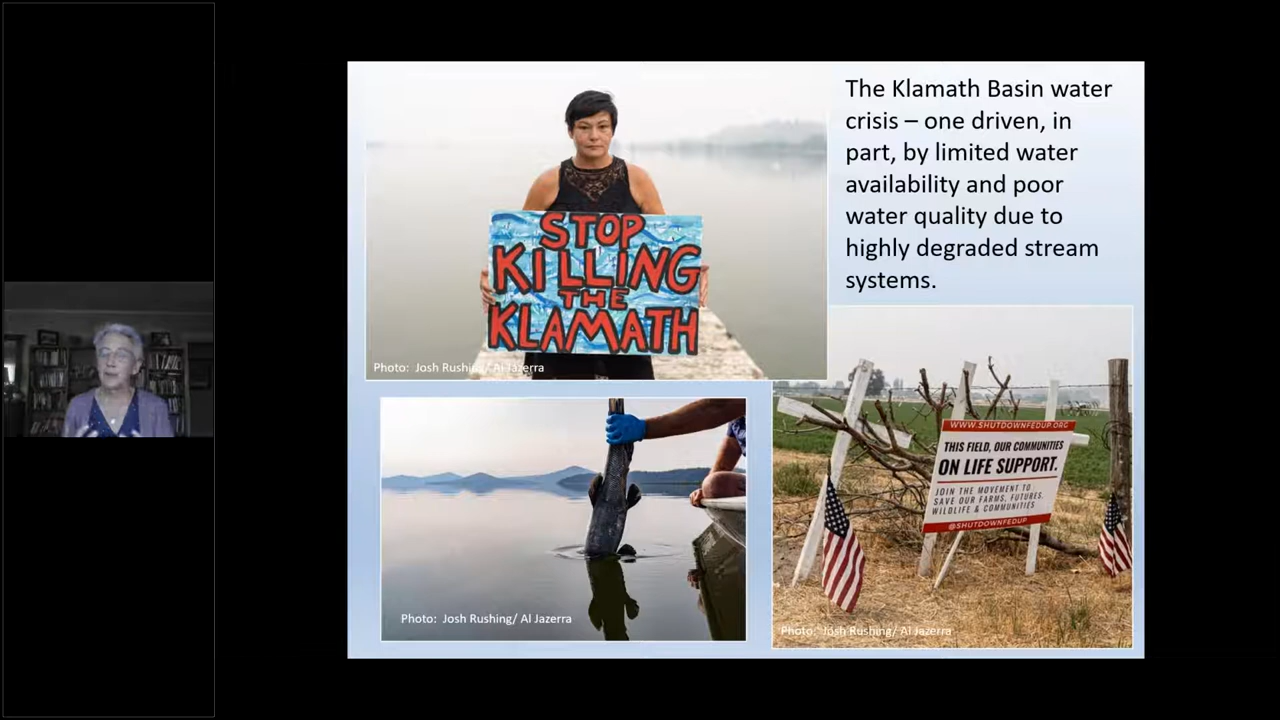 The Klamath Basin water
crisis – one driven, in
part, by limited water
availability and poor
water quality due to
highly degraded stream
systems.
STOP
KILLING
THE
KLAMATH
Photo: Josh Rushing/ Al Jazerra
WWW.SHUTDOWNFEDUP.ORG
THIS FIELD, OUR COMMUNITIES
ON LIFE SUPPORT.
JOIN THE MOVEMENT TO
SAVE OUR FARMS, FUTURES,
WILDLIFE & COMMUNITIES
@SHUTDOWNFEDUP
Photo: Josh Rushing/ Al Jazerra
Photo: Josh Rushing/ Al Jazerra